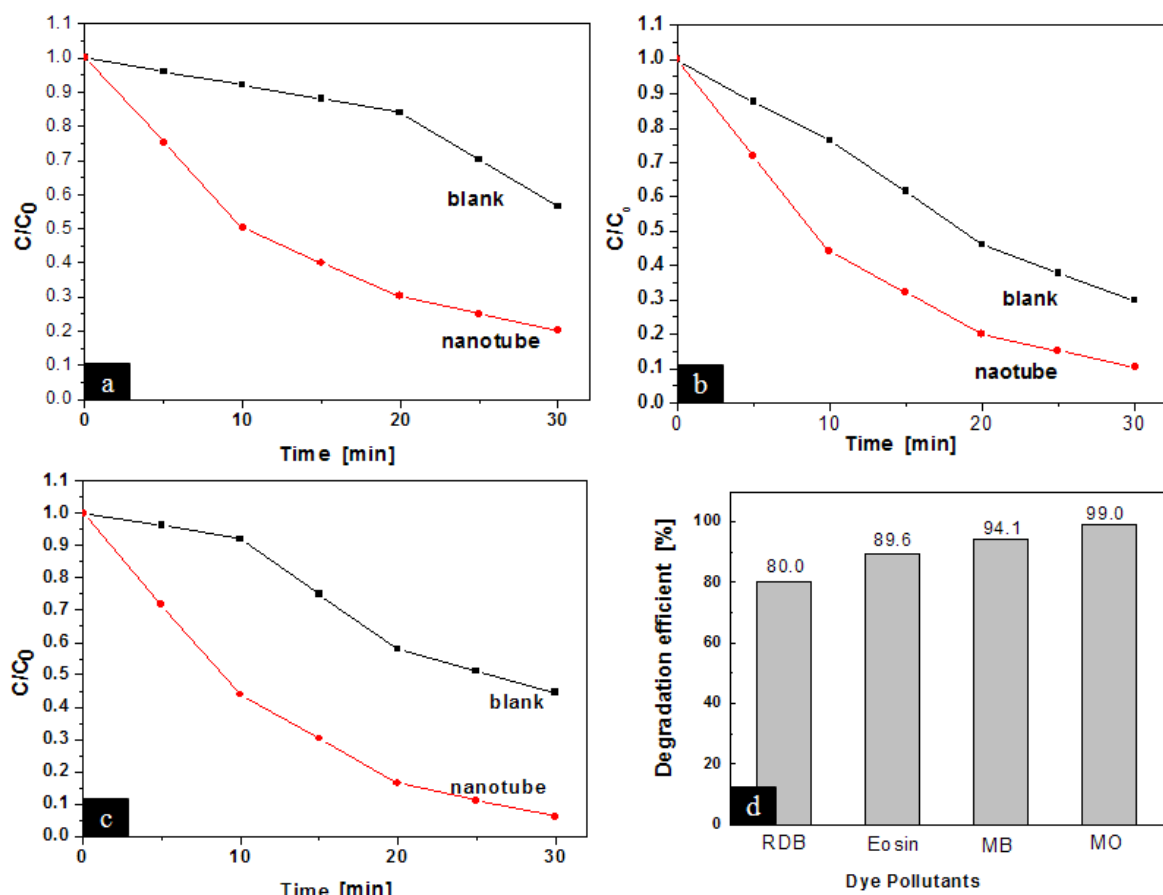 1.1
1.0
0.9
0.8
0.7
0.6
0.5
0.4
0.3
0.2
0.1
0.0
C/C0
blank
nanotube
a
0 10 20 30
Time [min]
1.1
1.0
0.9
0.8
0.7
0.6
0.5
0.4
0.3
0.2
0.1
0.0
C/C0
blank
naotube
b
0 10 20 30
Time [min]
1.1
1.0
0.9
0.8
0.7
0.6
0.5
0.4
0.3
0.2
0.1
0.0
C/C0
blank
nanotube
c
0 10 20 30
Time [min]
100
80
60
40
20
0
Degradation efficient [%]
80.0 89.6 94.1 99.0
d
RDB Eosin MB MO
Dye Pollutants